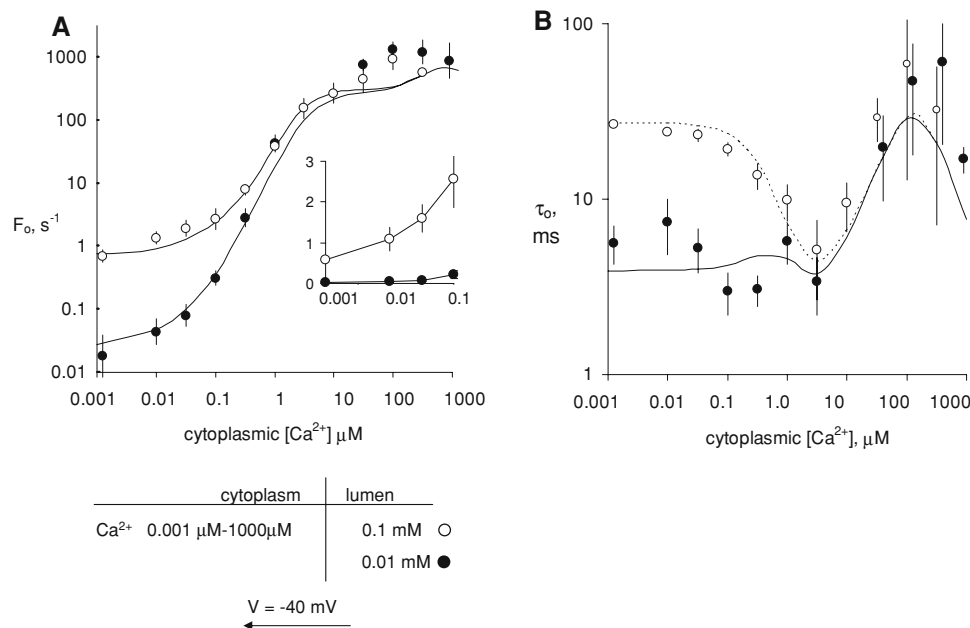 A
1000
100
10
1
0.1
0.01
Fₒ, s⁻¹
0.001 0.01 0.1 1 10 100 1000
cytoplasmic [Ca²⁺] μM
3
2
1
0
0.001 0.01 0.1
B
100
10
1
τₒ,
ms
0.001 0.01 0.1 1.0 10 100 1000
cytoplasmic [Ca²⁺], μM
cytoplasm lumen
Ca²⁺ 0.001 μM-1000μM 0.1 mM
0.01 mM
V = -40 mV